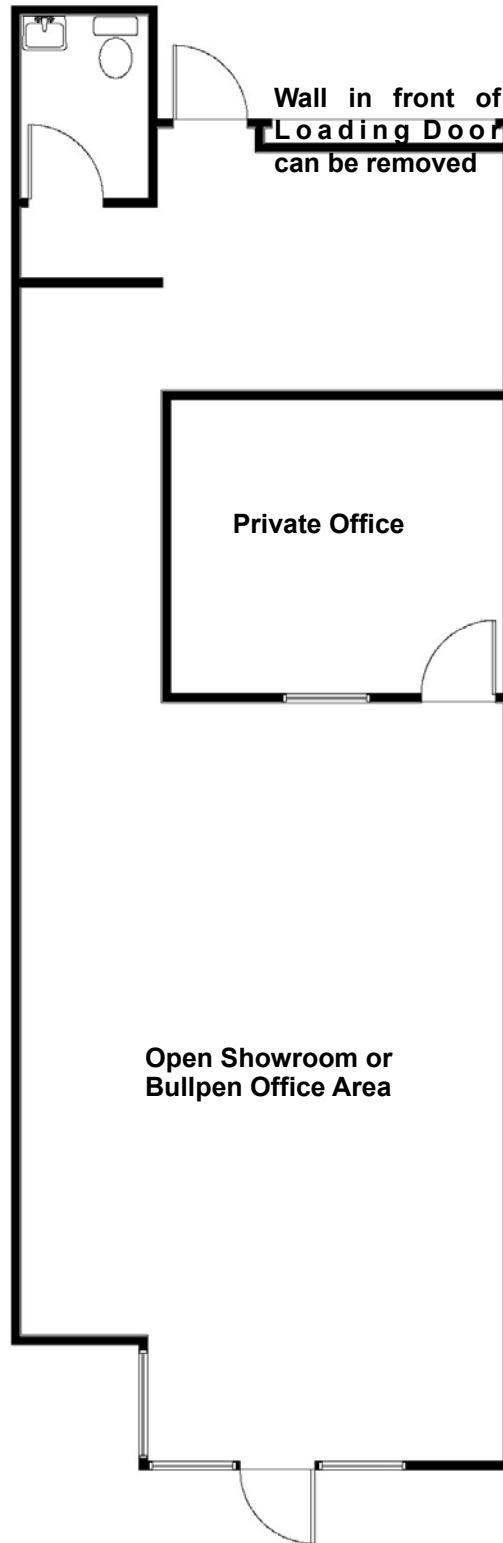 Wall in front of
Loading Door
can be removed
Private Office
Open Showroom or
Bullpen Office Area